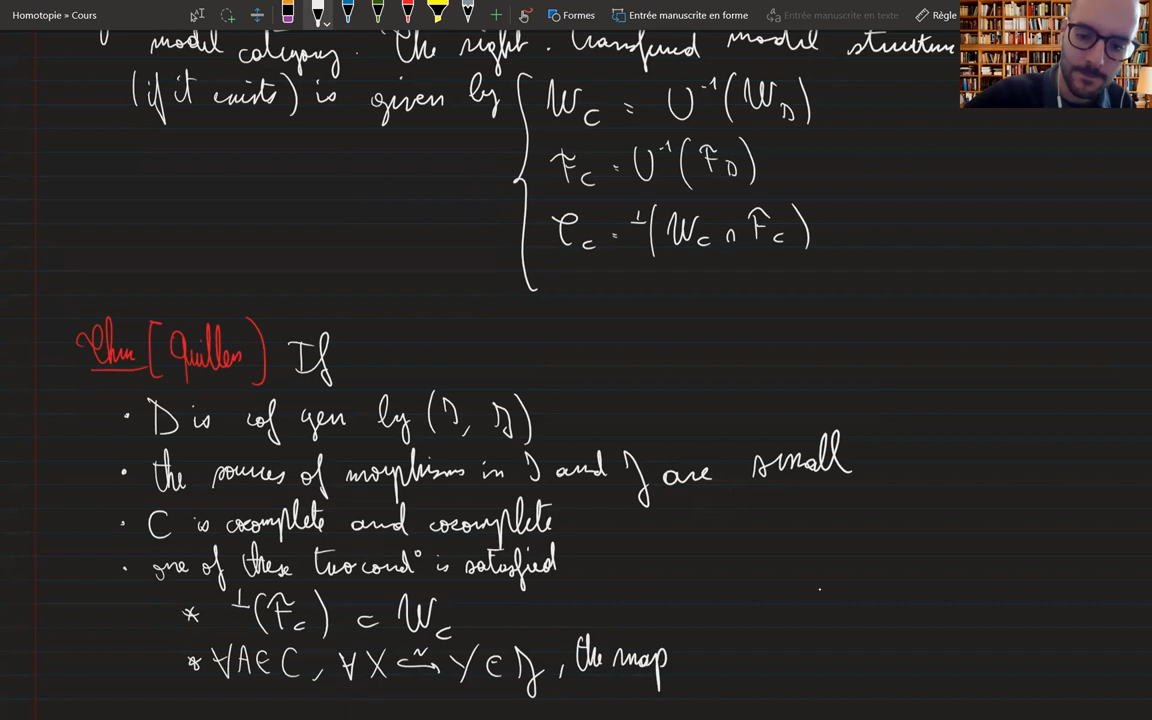 Homotopie » Cours
Formes Entrée manuscrite en forme Entrée manuscrite en texte Règle
model category. The right. transfered model structure
(if it exists) is given by { W_C = U⁻¹(W_D)
F_C = U⁻¹(F_D)
C_C = ⊥(W_C ∩ F_C)
Thm [Quillen] If
• D is cof gen by (I, J)
• the sources of morphisms in I and J are small
• C is cocomplete and cocomplete
• one of these two cond° is satisfied
* ⊥(F_C) ⊂ W_C
* ∀A∈C, ∀X ↪~ Y ∈ J, the map